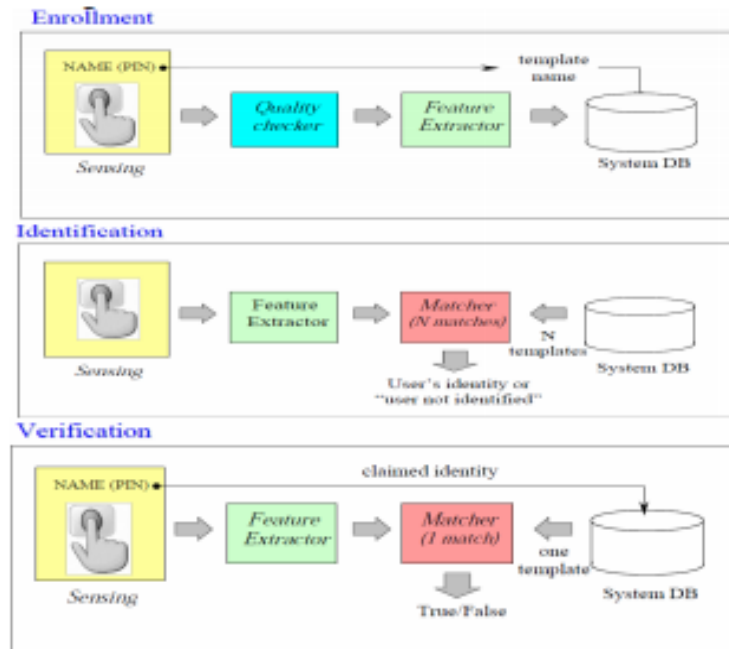 Enrollment
NAME (PIN)
template
name
Quality
checker
Feature
Extractor
Sensing
System DB
Identification
Feature
Extractor
Matcher
(N matches)
N
templates
Sensing
System DB
User's identity or
"user not identified"
Verification
claimed identity
NAME (PIN)
Feature
Extractor
Matcher
(1 match)
one
template
Sensing
System DB
True/False